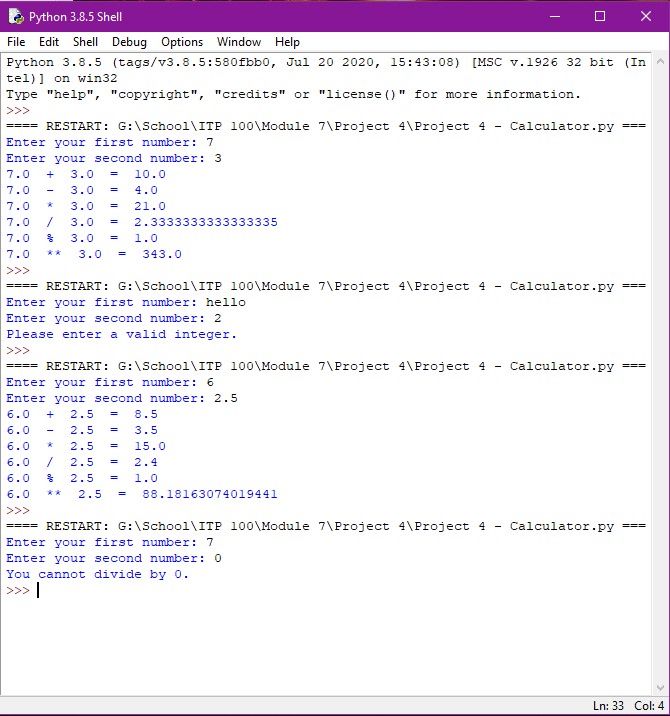 Python 3.8.5 Shell
File Edit Shell Debug Options Window Help
Python 3.8.5 (tags/v3.8.5:580fbb0, Jul 20 2020, 15:43:08) [MSC v.1926 32 bit (In
tel)] on win32
Type "help", "copyright", "credits" or "license()" for more information.
>>>
==== RESTART: G:\School\ITP 100\Module 7\Project 4\Project 4 - Calculator.py ===
Enter your first number: 7
Enter your second number: 3
7.0  +  3.0  =  10.0
7.0  -  3.0  =  4.0
7.0  *  3.0  =  21.0
7.0  /  3.0  =  2.3333333333333335
7.0  %  3.0  =  1.0
7.0  **  3.0  =  343.0
>>>
==== RESTART: G:\School\ITP 100\Module 7\Project 4\Project 4 - Calculator.py ===
Enter your first number: hello
Enter your second number: 2
Please enter a valid integer.
>>>
==== RESTART: G:\School\ITP 100\Module 7\Project 4\Project 4 - Calculator.py ===
Enter your first number: 6
Enter your second number: 2.5
6.0  +  2.5  =  8.5
6.0  -  2.5  =  3.5
6.0  *  2.5  =  15.0
6.0  /  2.5  =  2.4
6.0  %  2.5  =  1.0
6.0  **  2.5  =  88.18163074019441
>>>
==== RESTART: G:\School\ITP 100\Module 7\Project 4\Project 4 - Calculator.py ===
Enter your first number: 7
Enter your second number: 0
You cannot divide by 0.
>>>
Ln: 33 Col: 4